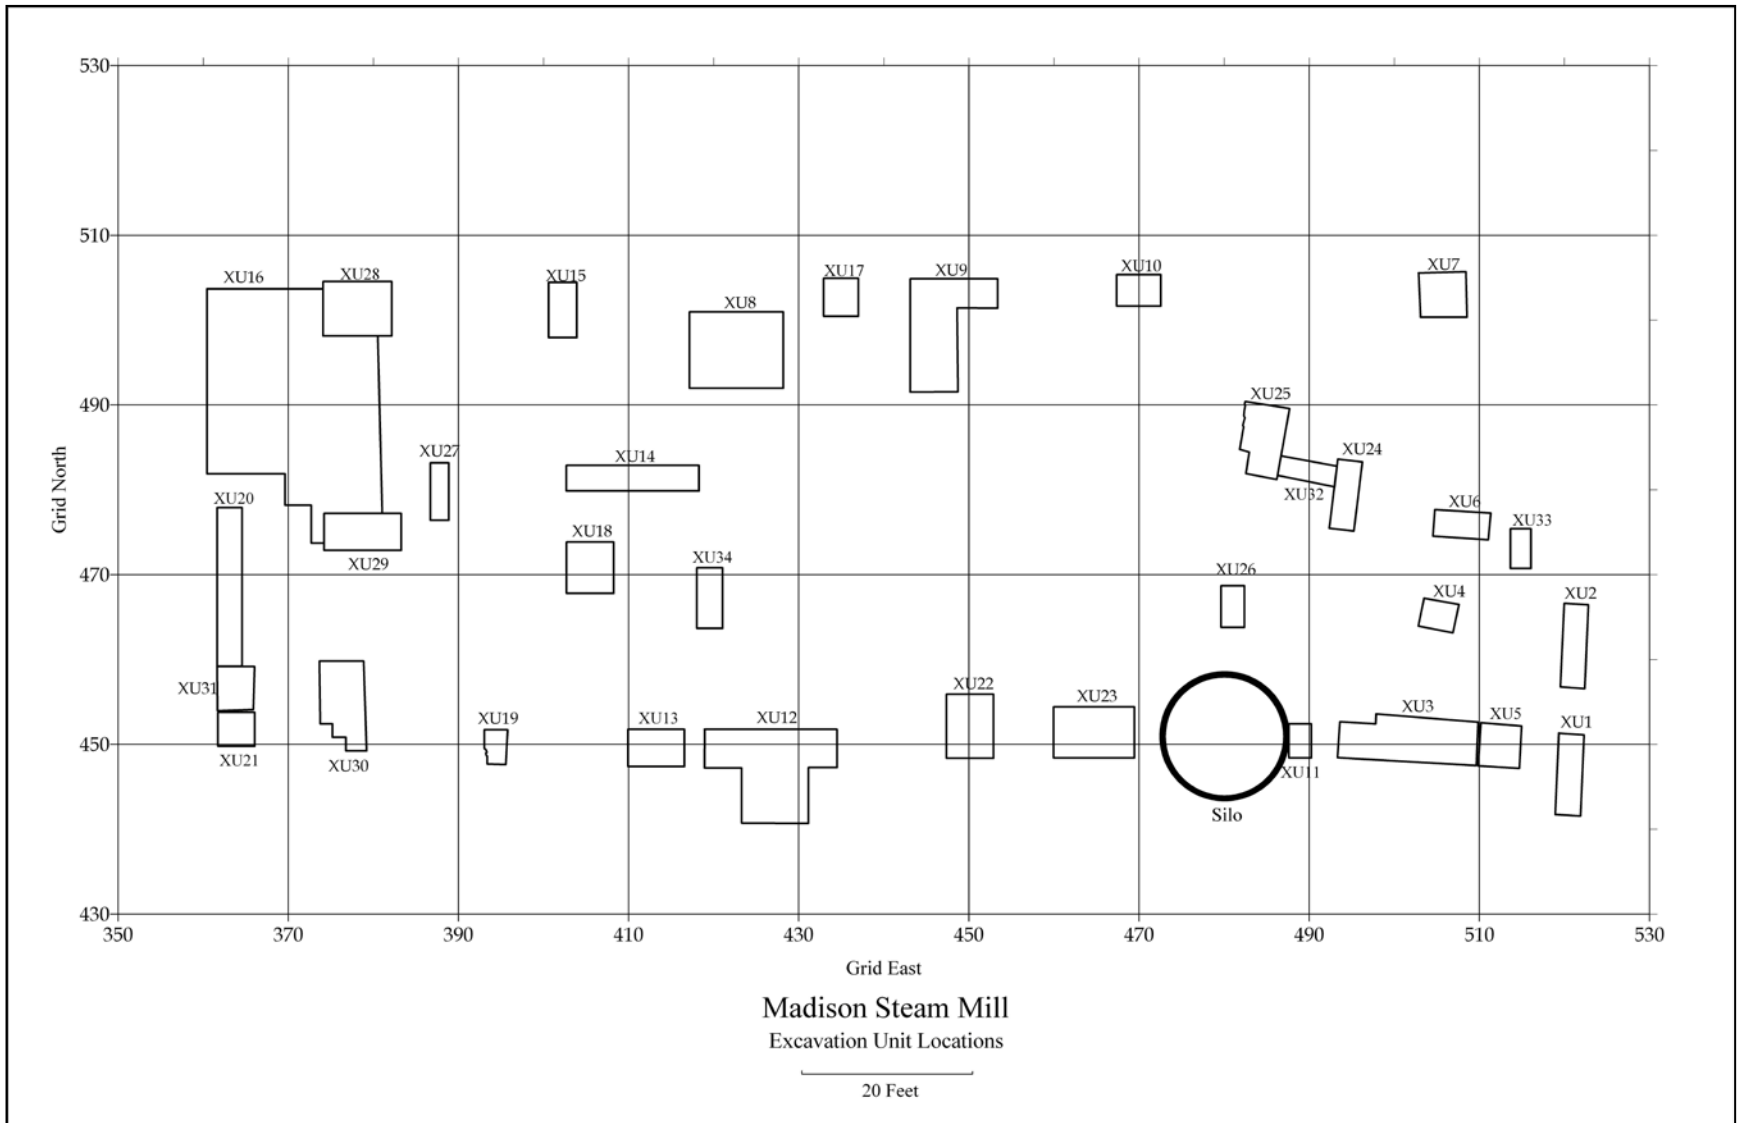 530
510
XU16
XU28
XU15
XU17
XU9
XU10
XU7
XU8
490
XU25
XU27
XU14
XU24
Grid North
XU20
XU32
XU6
XU33
XU18
XU34
XU29
470
XU26
XU4
XU2
XU31
XU22
XU23
XU19
XU13
XU12
XU3
XU5
XU1
450
XU21
XU30
XU11
Silo
430
350 370 390 410 430 450 470 490 510 530
Grid East
Madison Steam Mill
Excavation Unit Locations
20 Feet